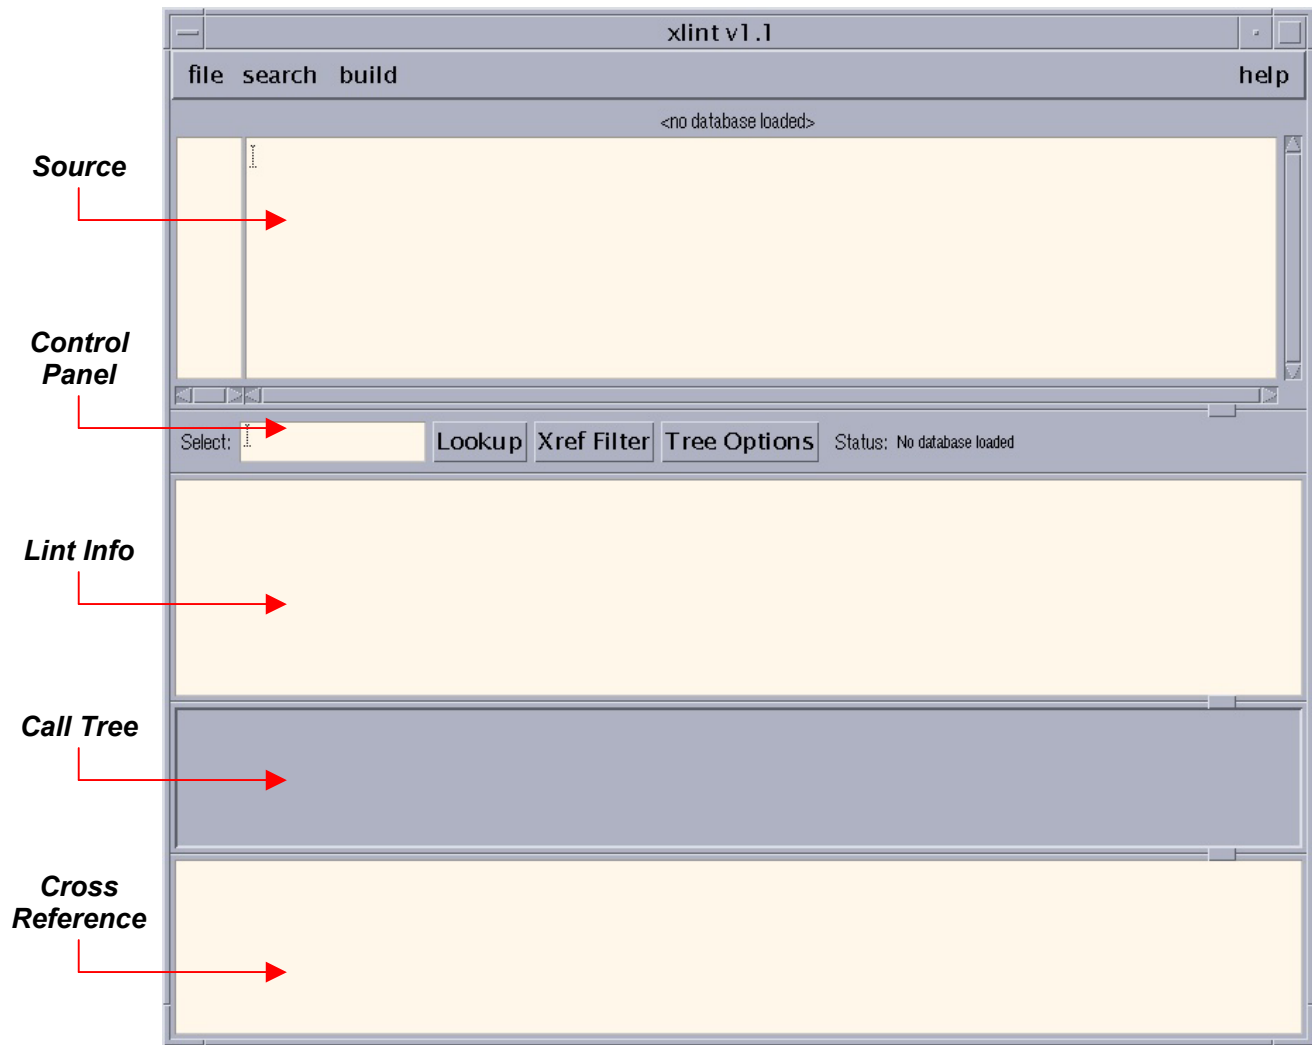 xlint v1.1
file search build help
<no database loaded>
Source
Control
Panel
Select: Lookup Xref Filter Tree Options Status: No database loaded
Lint Info
Call Tree
Cross
Reference